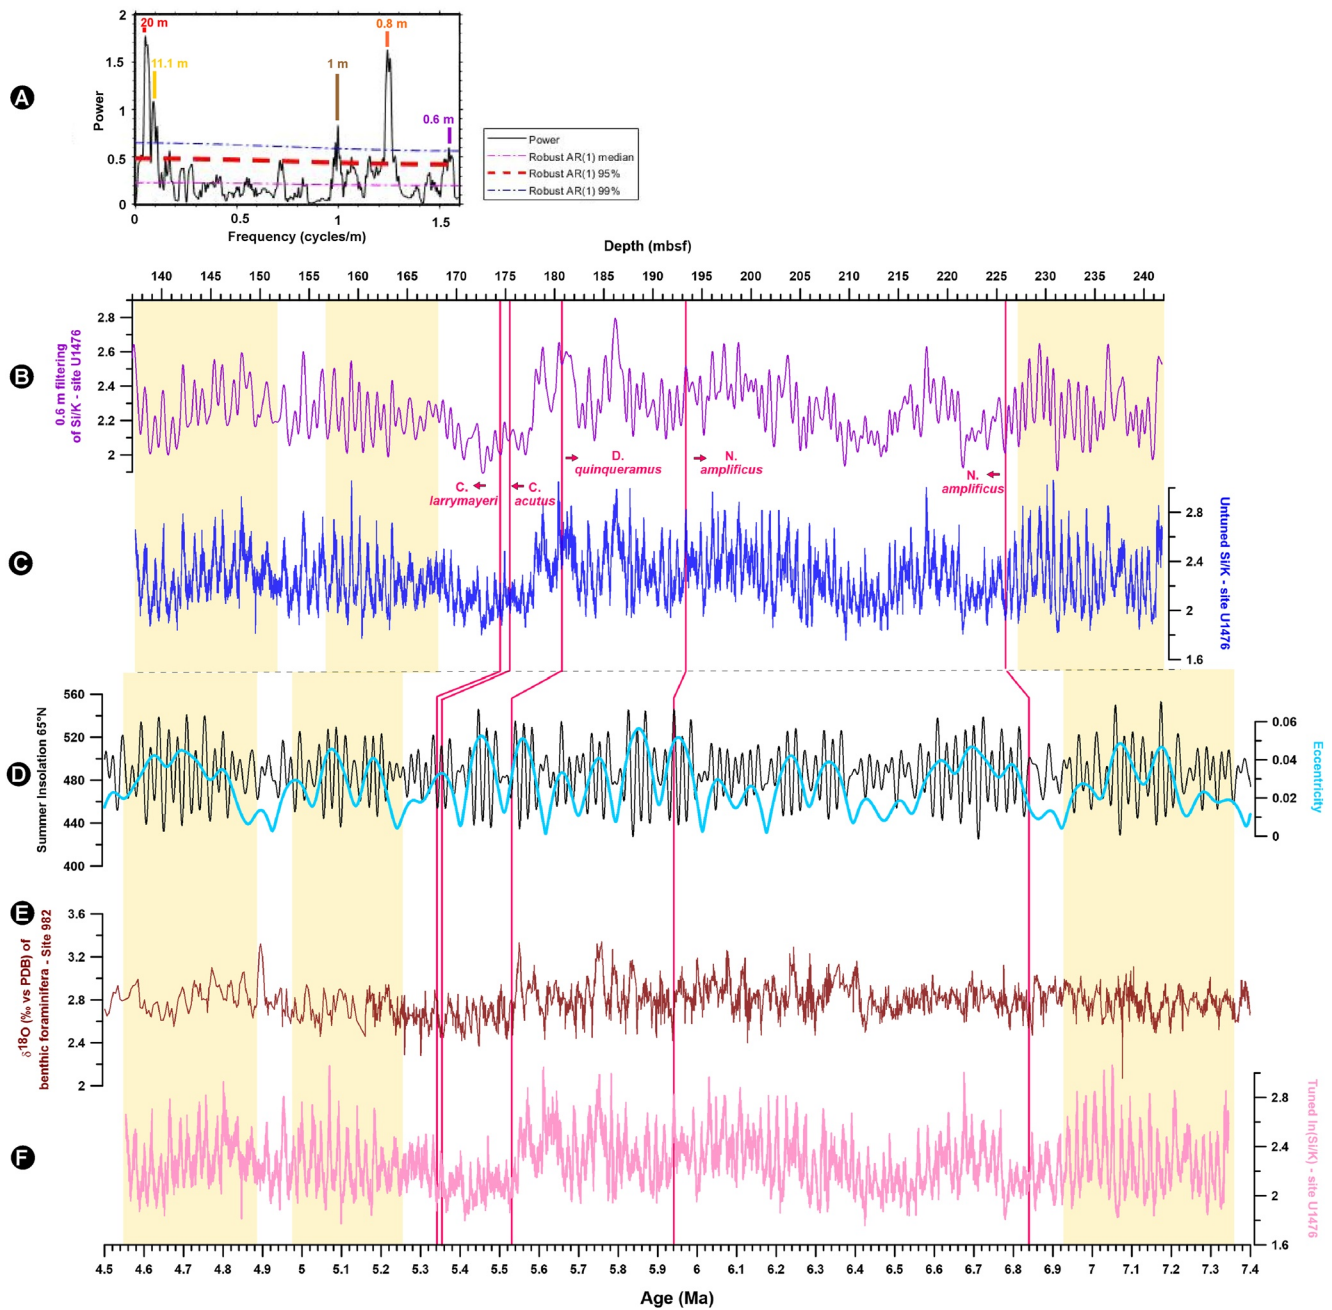 A
2
1.5
1
0.5
0
Power
20 m
11.1 m
1 m
0.8 m
0.6 m
0
0.5
1
1.5
Frequency (cycles/m)
Power
Robust AR(1) median
Robust AR(1) 95%
Robust AR(1) 99%
Depth (mbsf)
140 145 150 155 160 165 170 175 180 185 190 195 200 205 210 215 220 225 230 235 240
B
0.6 m filtering
of Si/K - site U1476
2.8
2.6
2.4
2.2
2
C.
larrymayeri
C.
acutus
D.
quinqueramus
N.
amplificus
N.
amplificus
C
2.8
2.4
2
1.6
Untuned Si/K - site U1476
D
Summer Insolation 65°N
560
520
480
440
400
0.06
0.04
0.02
0
Eccentricity
E
δ18O (‰ vs PDB) of
benthic foraminifera - Site 982
3.6
3.2
2.8
2.4
2
F
2.8
2.4
2
1.6
Tuned ln(Si/K) - site U1476
4.5 4.6 4.7 4.8 4.9 5 5.1 5.2 5.3 5.4 5.5 5.6 5.7 5.8 5.9 6 6.1 6.2 6.3 6.4 6.5 6.6 6.7 6.8 6.9 7 7.1 7.2 7.3 7.4
Age (Ma)